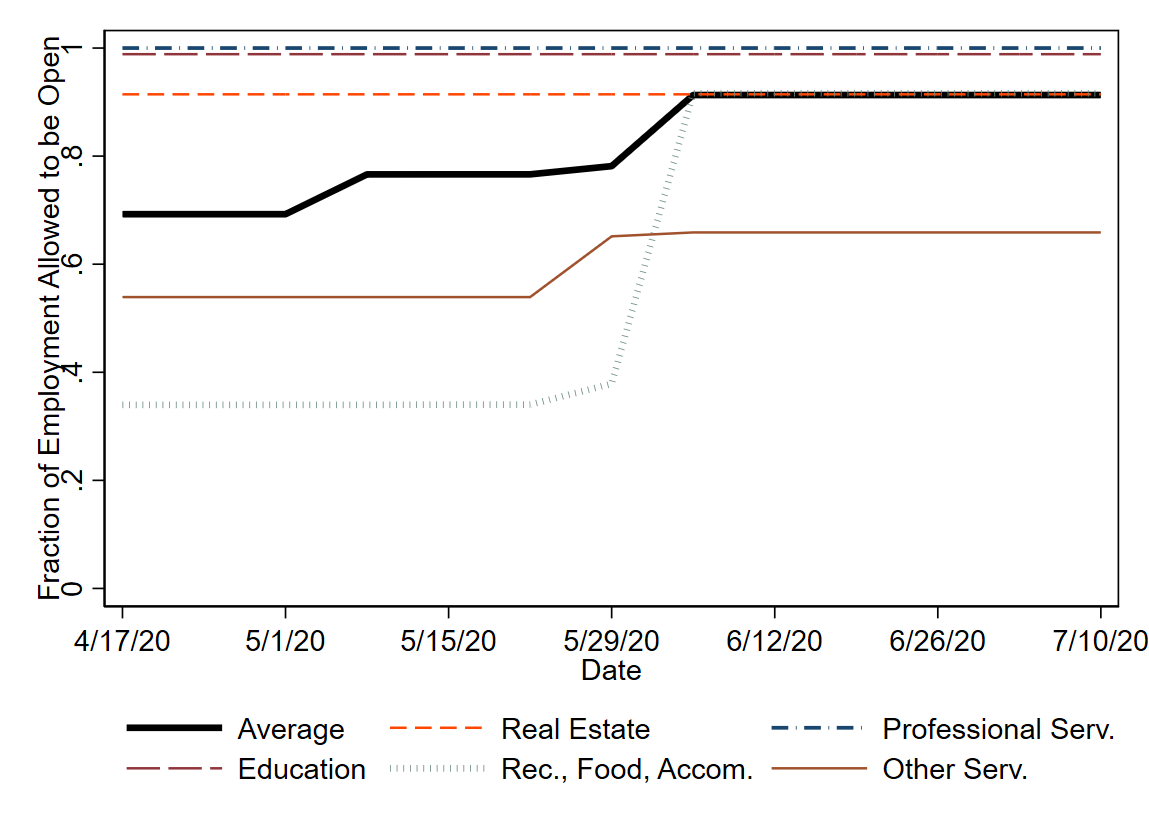 Fraction of Employment Allowed to be Open
1
.8
.6
.4
.2
0
4/17/20 5/1/20 5/15/20 5/29/20 6/12/20 6/26/20 7/10/20
Date
Average Real Estate Professional Serv.
Education Rec., Food, Accom. Other Serv.